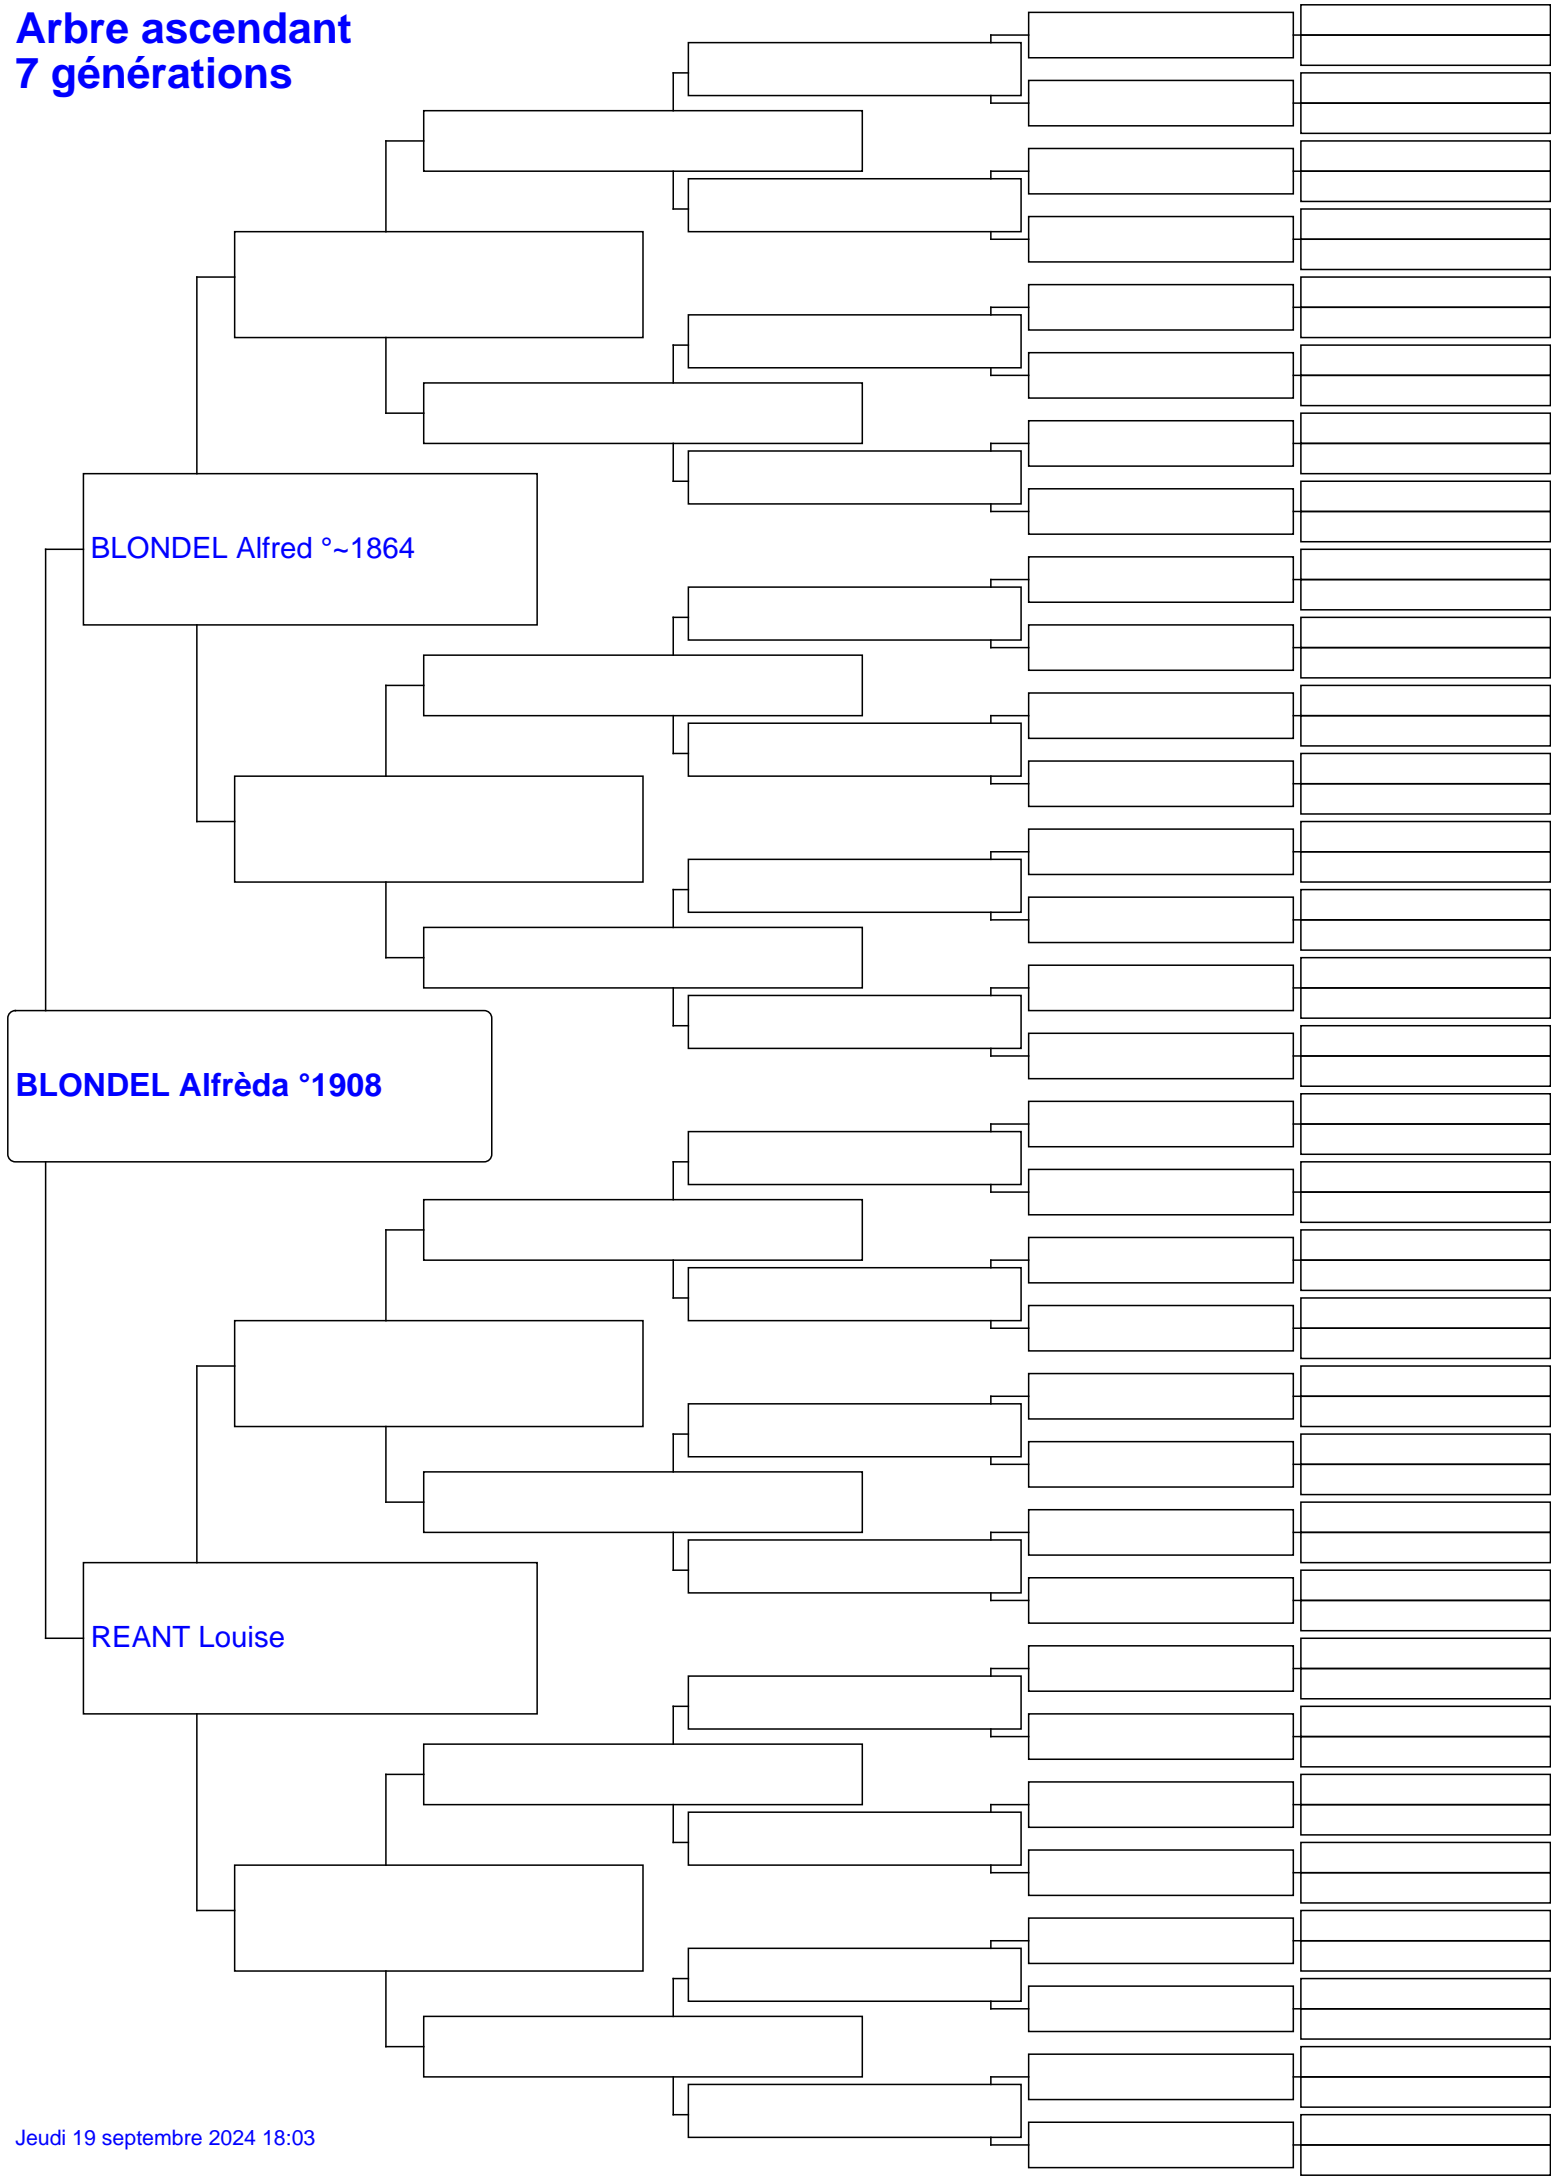 Arbre ascendant
7 générations
BLONDEL Alfred °~1864
BLONDEL Alfrèda °1908
REANT Louise
Jeudi 19 septembre 2024 18:03